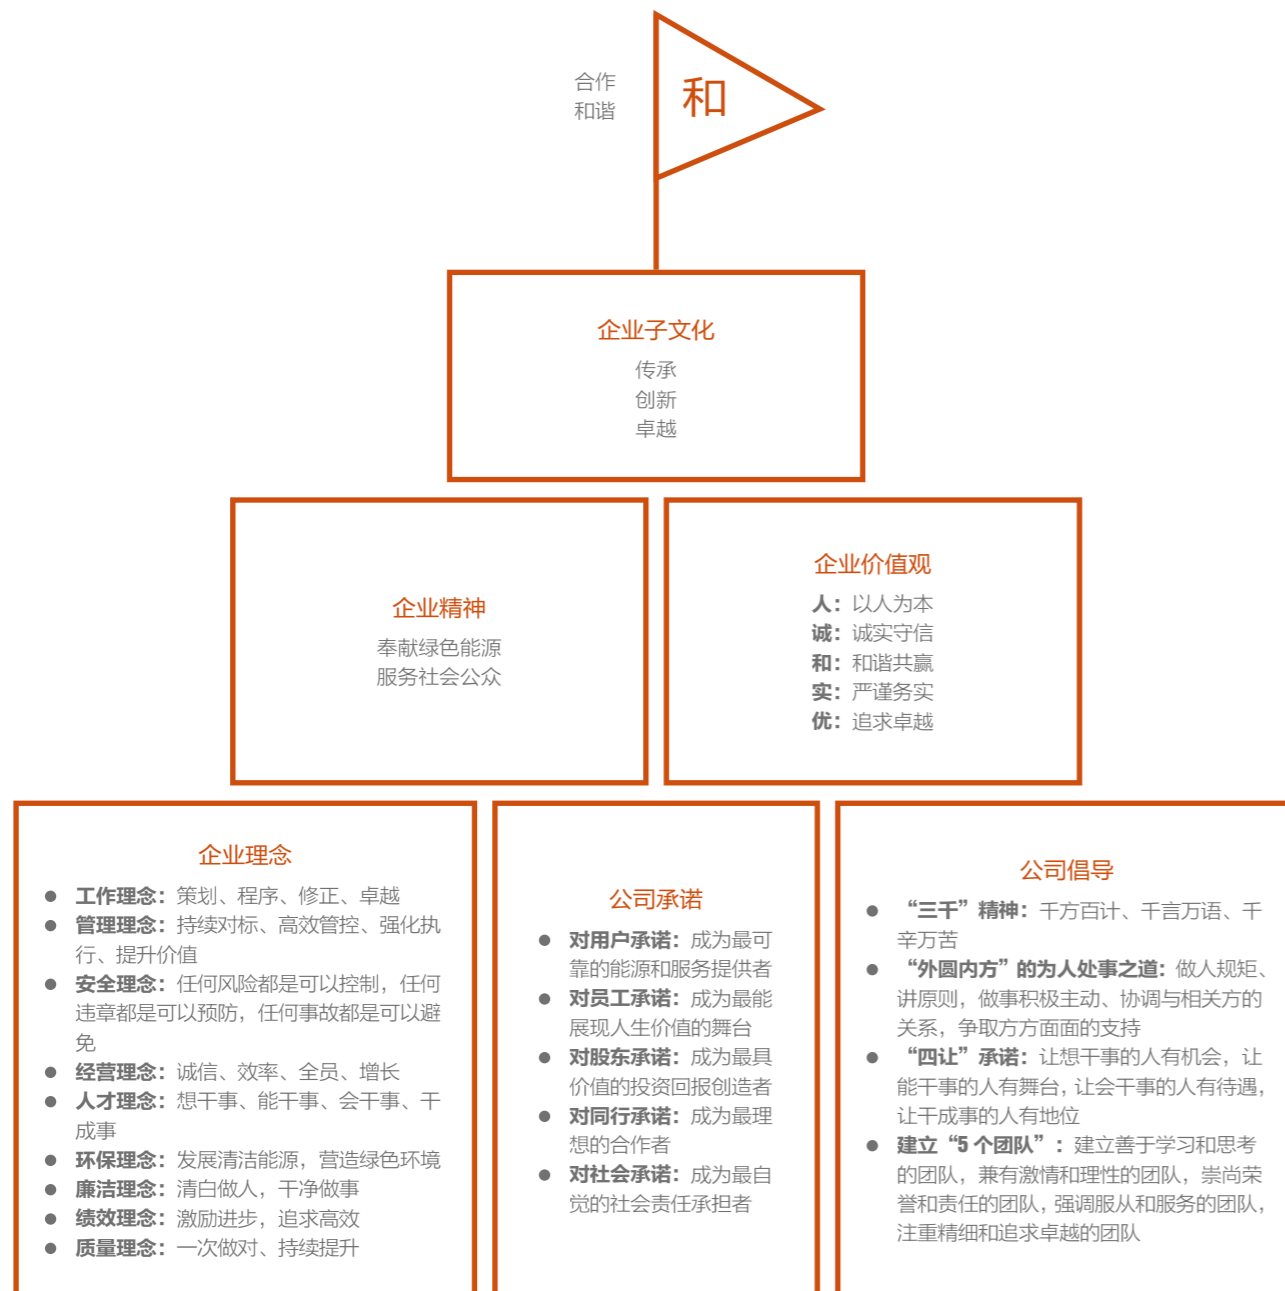 合作
和谐
和
企业子文化
传承
创新
卓越
企业精神
奉献绿色能源
服务社会公众
企业价值观
人：以人为本
诚：诚实守信
和：和谐共赢
实：严谨务实
优：追求卓越
企业理念
● 工作理念：策划、程序、修正、卓越
● 管理理念：持续对标、高效管控、强化执
行、提升价值
● 安全理念：任何风险都是可以控制，任何
违章都是可以预防，任何事故都是可以避
免
● 经营理念：诚信、效率、全员、增长
● 人才理念：想干事、能干事、会干事、干
成事
● 环保理念：发展清洁能源，营造绿色环境
● 廉洁理念：清白做人，干净做事
● 绩效理念：激励进步，追求高效
● 质量理念：一次做对、持续提升
公司承诺
● 对用户承诺：成为最可
靠的能源和服务提供者
● 对员工承诺：成为最能
展现人生价值的舞台
● 对股东承诺：成为最具
价值的投资回报创造者
● 对同行承诺：成为最理
想的合作者
● 对社会承诺：成为最自
觉的社会责任承担者
公司倡导
● “三千”精神：千方百计、千言万语、千
辛万苦
● “外圆内方”的为人处事之道：做人规矩、
讲原则，做事积极主动、协调与相关方的
关系，争取方方面面的支持
● “四让”承诺：让想干事的人有机会，让
能干事的人有舞台，让会干事的人有待遇，
让干成事的人有地位
● 建立“5 个团队”：建立善于学习和思考
的团队，兼有激情和理性的团队，崇尚荣
誉和责任的团队，强调服从和服务的团队，
注重精细和追求卓越的团队